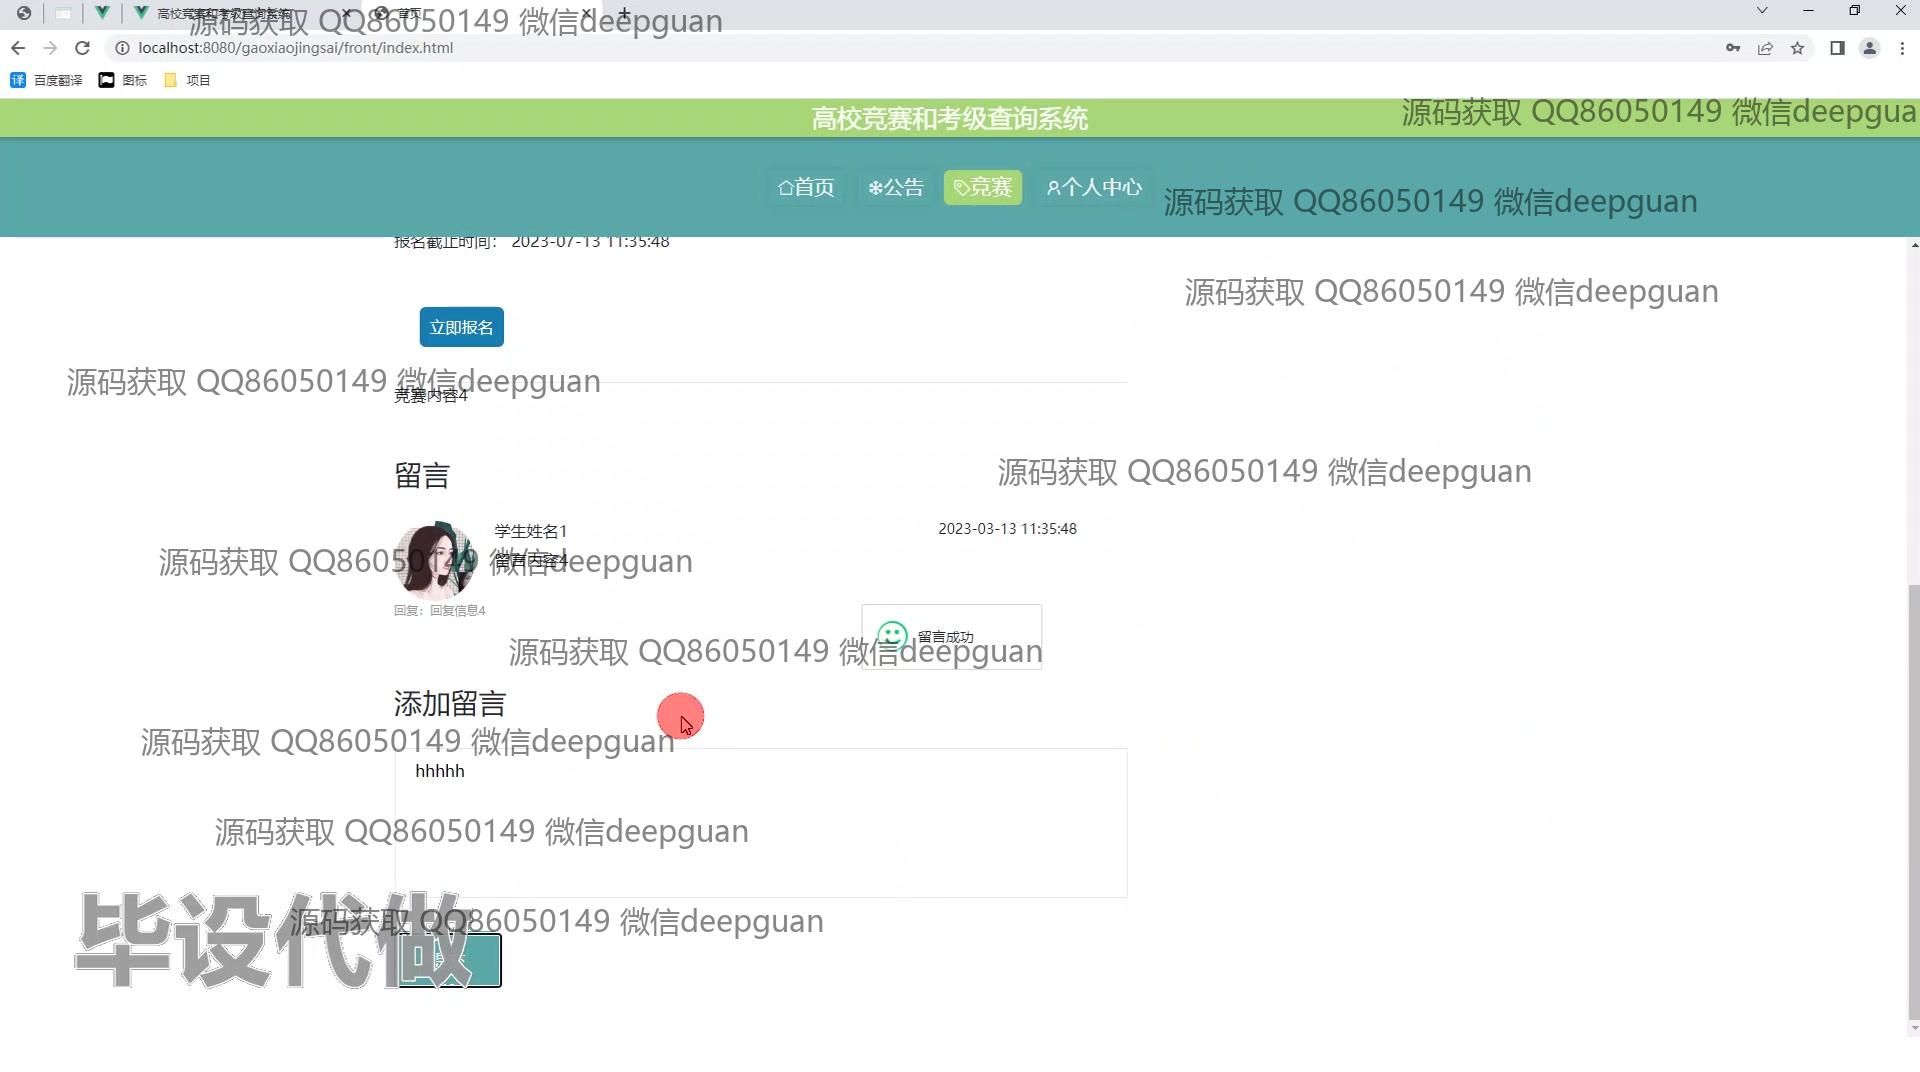 高校竞赛和考级查询系统
首页
源码获取 QQ86050149 微信deepguan
localhost:8080/gaoxiaojingsai/front/index.html
百度翻译 图标 项目
高校竞赛和考级查询系统
源码获取 QQ86050149 微信deepgua
首页 公告 竞赛 个人中心
源码获取 QQ86050149 微信deepguan
报名截止时间： 2023-07-13 11:35:48
源码获取 QQ86050149 微信deepguan
立即报名
源码获取 QQ86050149 微信deepguan
竞赛内容4
留言
源码获取 QQ86050149 微信deepguan
学生姓名1
2023-03-13 11:35:48
留言内容4
源码获取 QQ86050149 微信deepguan
回复：回复信息4
留言成功
源码获取 QQ86050149 微信deepguan
添加留言
源码获取 QQ86050149 微信deepguan
hhhhh
源码获取 QQ86050149 微信deepguan
源码获取 QQ86050149 微信deepguan
毕设代做